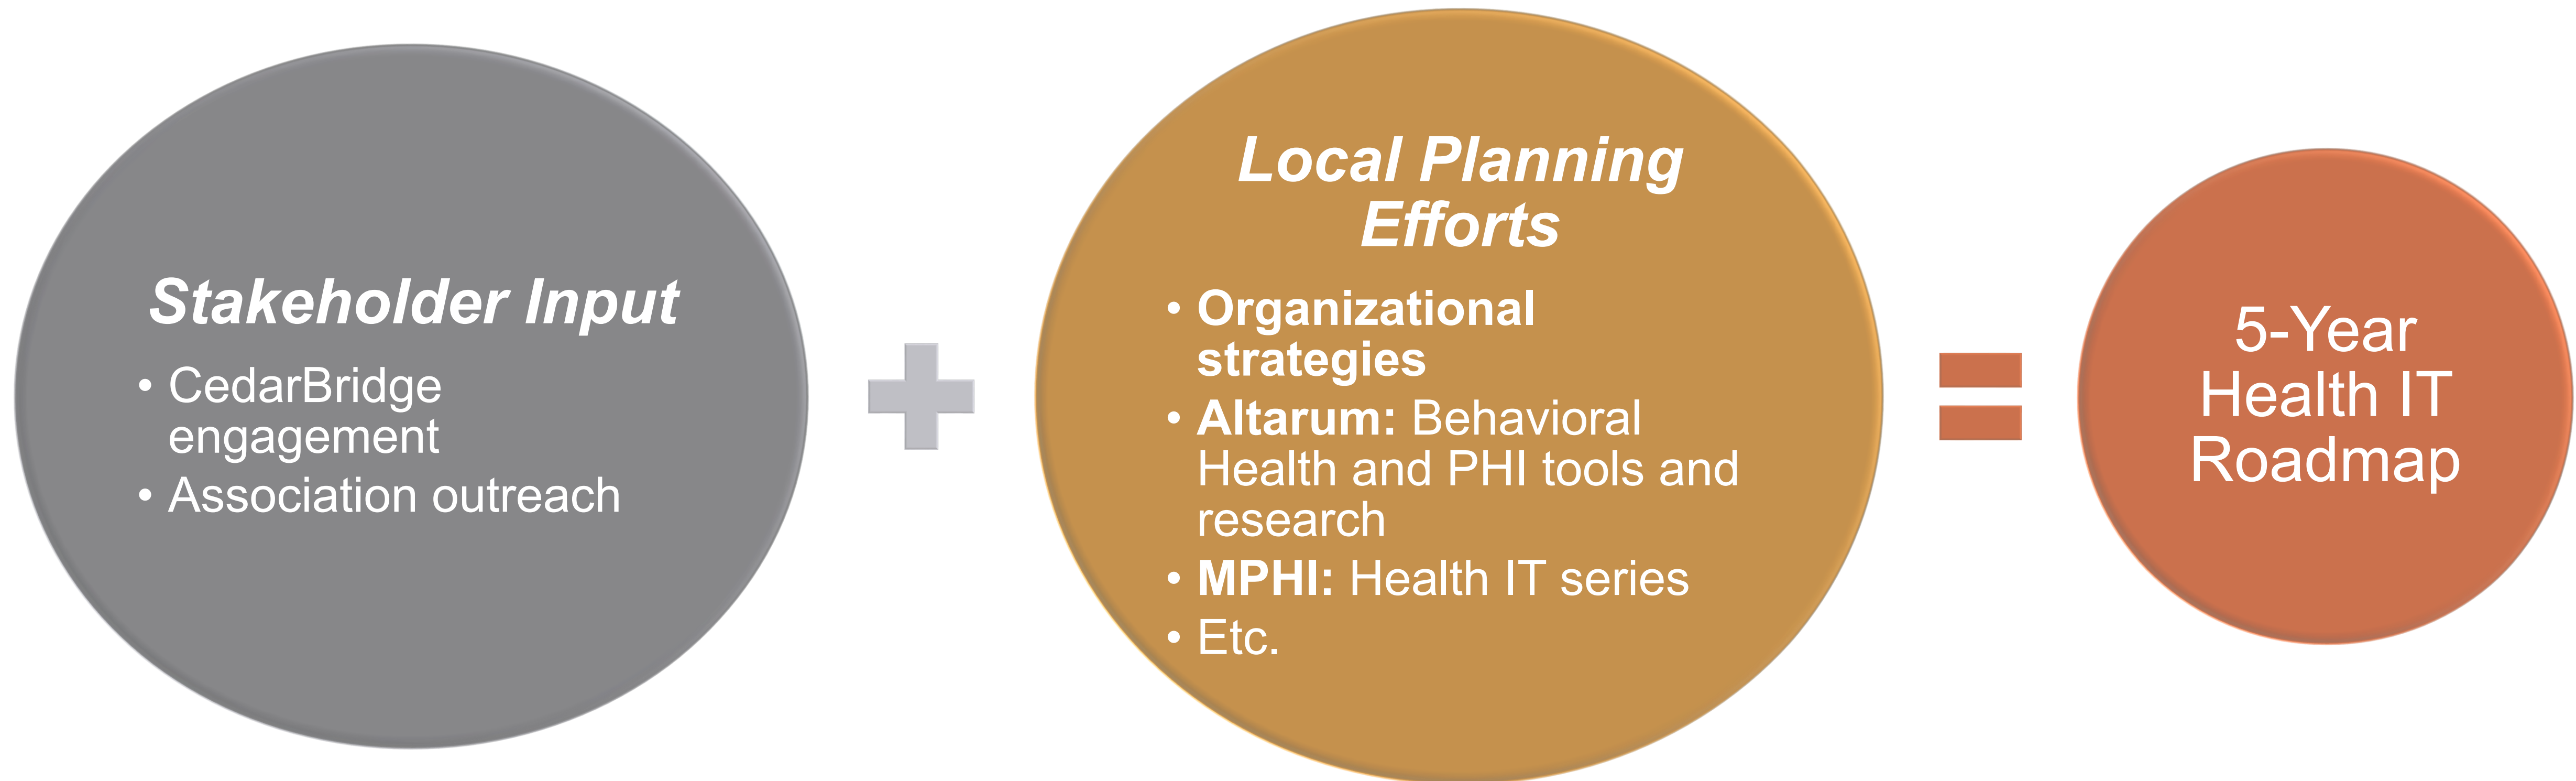 Stakeholder Input
• CedarBridge
engagement
• Association outreach
Local Planning
Efforts
• Organizational
strategies
• Altarum: Behavioral
Health and PHI tools and
research
• MPHI: Health IT series
• Etc.
5-Year
Health IT
Roadmap